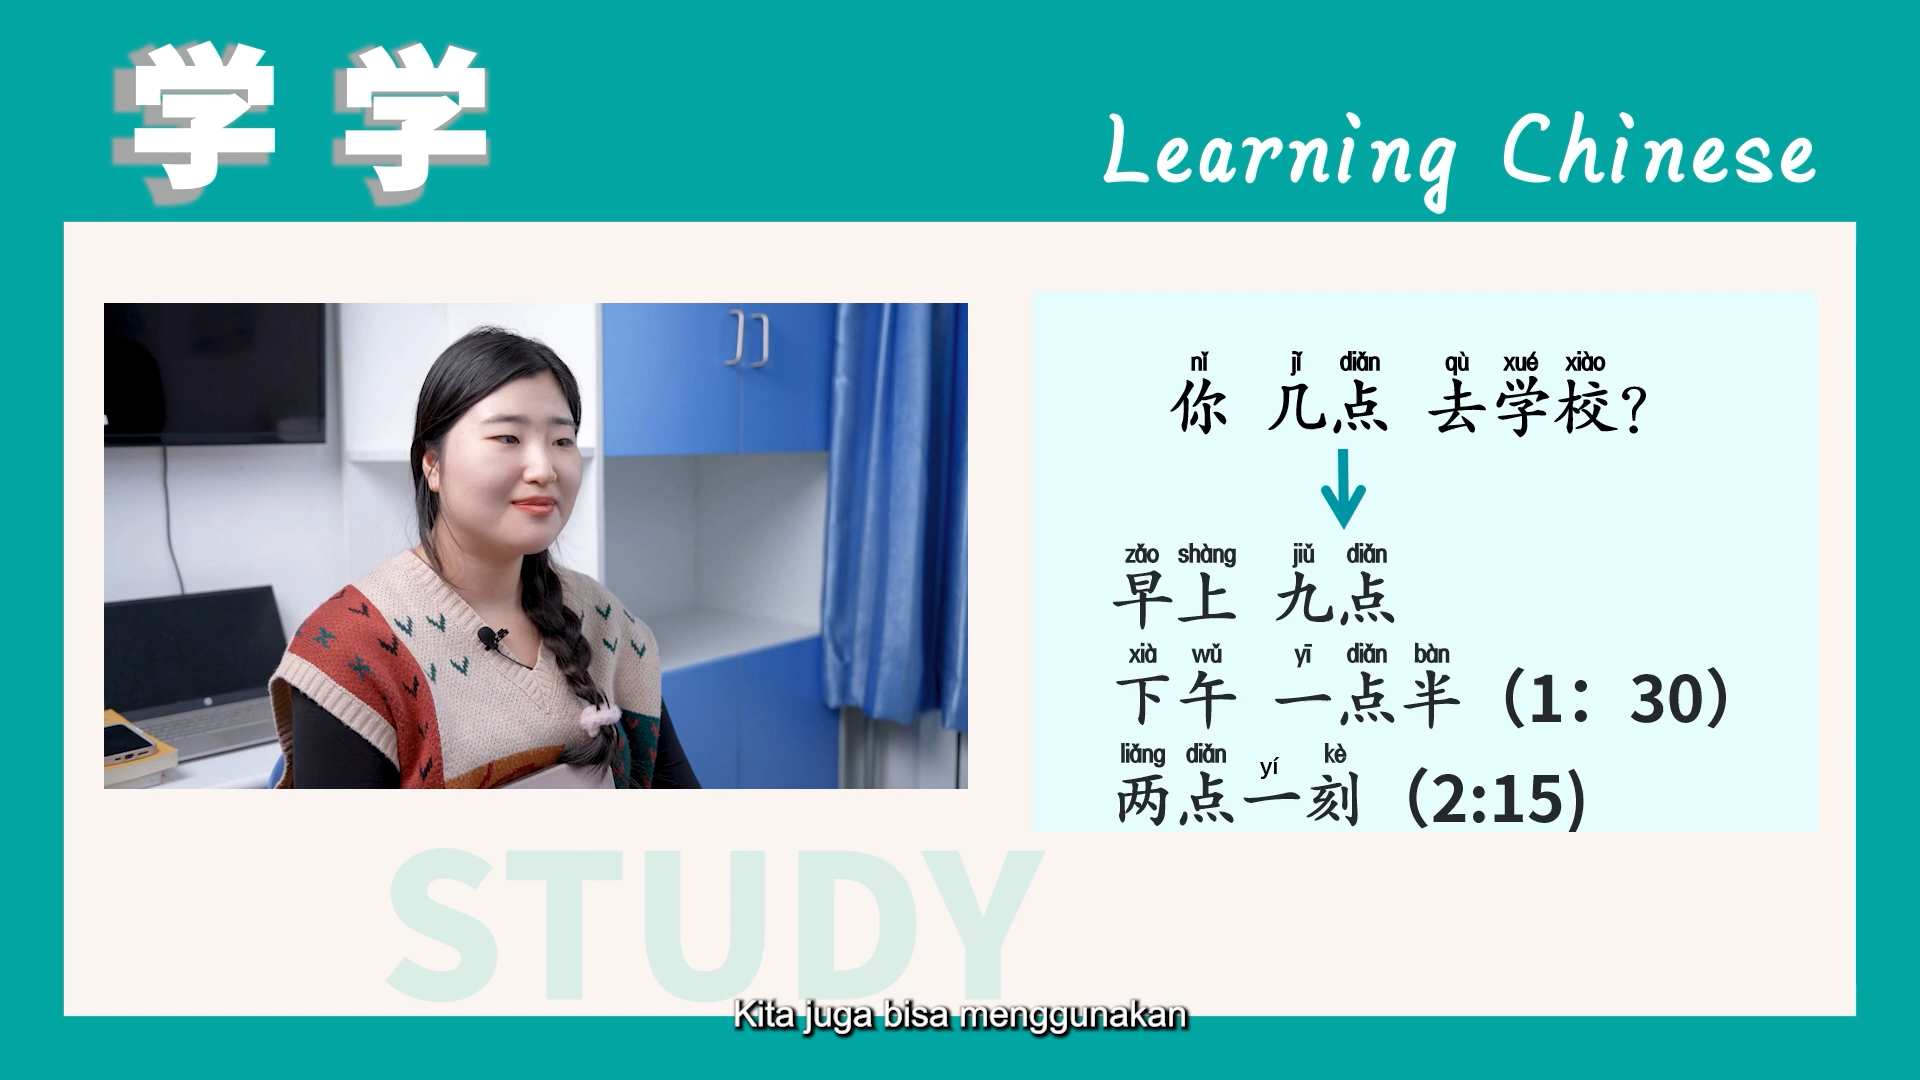 学学
Learning Chinese
nǐ jǐ diǎn qù xué xiào
你 几点 去学校？
zǎo shàng jiǔ diǎn
早上 九点
xià wǔ yī diǎn bàn
下午 一点半（1：30）
liǎng diǎn yí kè
两点一刻（2:15）
STUDY
Kita juga bisa menggunakan